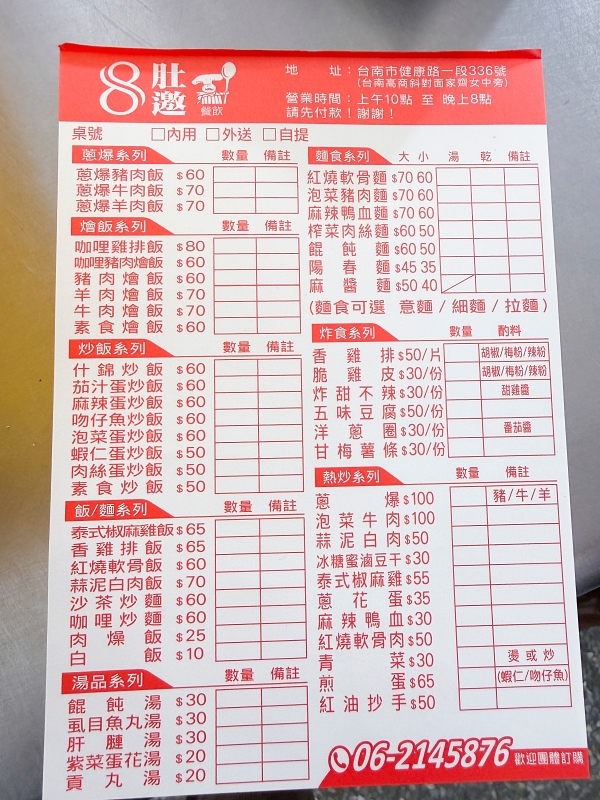 8 肚邀 餐飲
地 址：台南市健康路一段336號
(台南高商斜對面家齊女中旁)
營業時間：上午10點 至 晚上8點
請先付款！謝謝！
桌號 □內用 □外送 □自提
蔥爆系列 數量 備註
蔥爆豬肉飯 $60
蔥爆牛肉飯 $70
蔥爆羊肉飯 $70
燴飯系列 數量 備註
咖哩雞排飯 $80
咖哩豬肉燴飯 $60
豬肉燴飯 $60
羊肉燴飯 $70
牛肉燴飯 $70
素食燴飯 $60
炒飯系列 數量 備註
什錦炒飯 $60
茄汁蛋炒飯 $60
麻辣蛋炒飯 $60
吻仔魚炒飯 $60
泡菜蛋炒飯 $60
蝦仁蛋炒飯 $50
肉絲蛋炒飯 $50
素食炒飯 $50
飯/麵系列 數量 備註
泰式椒麻雞飯 $65
香雞排飯 $65
紅燒軟骨飯 $60
蒜泥白肉飯 $70
沙茶炒麵 $60
咖哩炒麵 $60
肉燥飯 $25
白飯 $10
湯品系列 數量 備註
餛飩湯 $30
虱目魚丸湯 $30
肝腱湯 $30
紫菜蛋花湯 $20
貢丸湯 $20
麵食系列 大 小 湯 乾 備註
紅燒軟骨麵 $70 60
泡菜豬肉麵 $70 60
麻辣鴨血麵 $70 60
榨菜肉絲麵 $60 50
餛飩麵 $60 50
陽春麵 $45 35
麻醬麵 $50 40
(麵食可選 意麵 / 細麵 / 拉麵)
炸食系列 數量 酌料
香雞排 $50/片 胡椒/梅粉/辣粉
脆雞皮 $30/份 胡椒/梅粉/辣粉
炸甜不辣 $30/份 甜雞醬
五味豆腐 $50/份
洋蔥圈 $30/份 番茄醬
甘梅薯條 $30/份
熱炒系列 數量 備註
蔥爆 $100 豬/牛/羊
泡菜牛肉 $100
蒜泥白肉 $50
冰糖蜜滷豆干 $30
泰式椒麻雞 $55
蔥花蛋 $35
麻辣鴨血 $30
紅燒軟骨肉 $50
青菜 $30 燙或炒
煎蛋 $65 (蝦仁/吻仔魚)
紅油抄手 $50
06-2145876 歡迎團體訂購